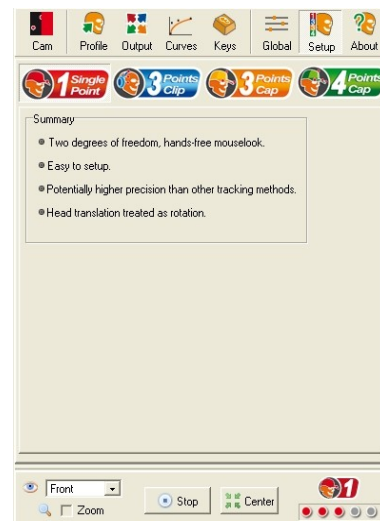 Cam Profile Output Curves Keys Global Setup About
1 Single Point 3 Points Clip 3 Points Cap 4 Points Cap
Summary
Two degrees of freedom, hands-free mouselook.
Easy to setup.
Potentially higher precision than other tracking methods.
Head translation treated as rotation.
Front
Zoom
Stop
Center
1